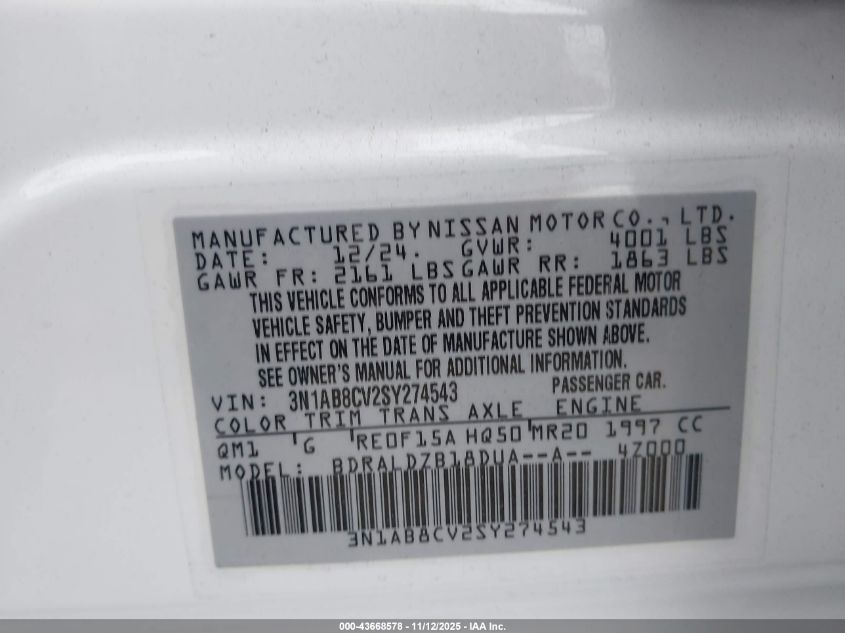 MANUFACTURED BY NISSAN MOTOR CO., LTD.
DATE: 12/24. GVWR: 4001 LBS
GAWR FR: 2161 LBS GAWR RR: 1863 LBS
THIS VEHICLE CONFORMS TO ALL APPLICABLE FEDERAL MOTOR
VEHICLE SAFETY, BUMPER AND THEFT PREVENTION STANDARDS
IN EFFECT ON THE DATE OF MANUFACTURE SHOWN ABOVE.
SEE OWNER'S MANUAL FOR ADDITIONAL INFORMATION.
VIN: 3N1AB8CV2SY274543 PASSENGER CAR.
COLOR TRIM TRANS AXLE ENGINE
QM1 G RE0F15A HQ50 MR20 1997 CC
MODEL: BDRALDZB18DUA--A-- 4Z000
3N1AB8CV2SY274543
000-43668578 - 11/12/2025 - IAA Inc.